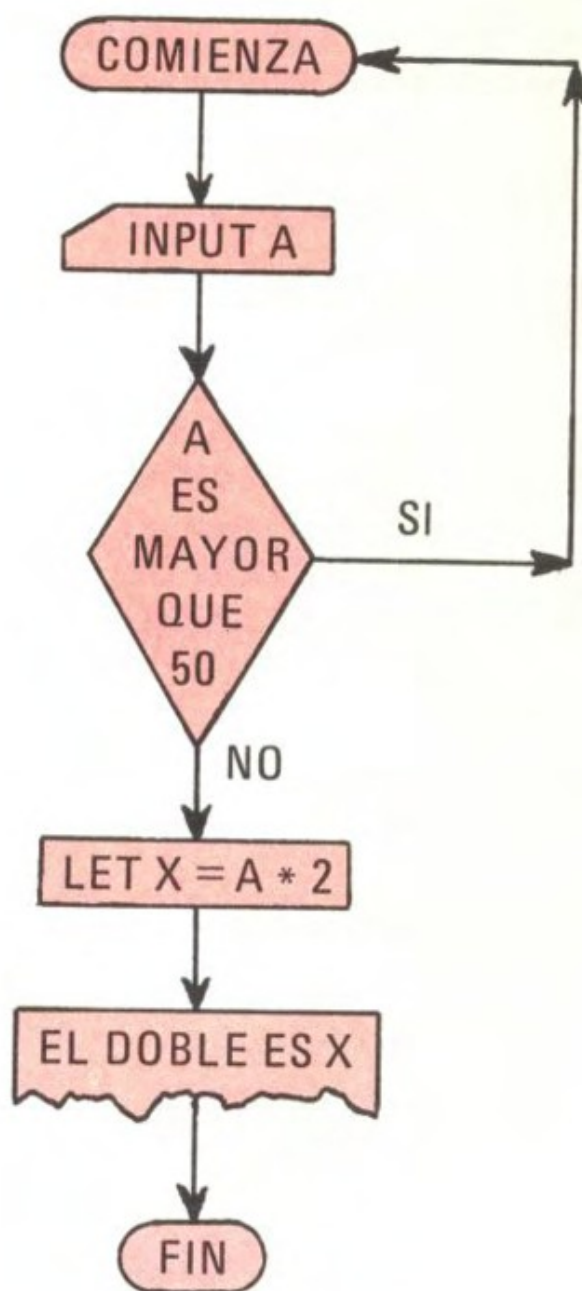 COMIENZA
INPUT A
A
ES
MAYOR
QUE
50
SI
NO
LET X = A * 2
EL DOBLE ES X
FIN